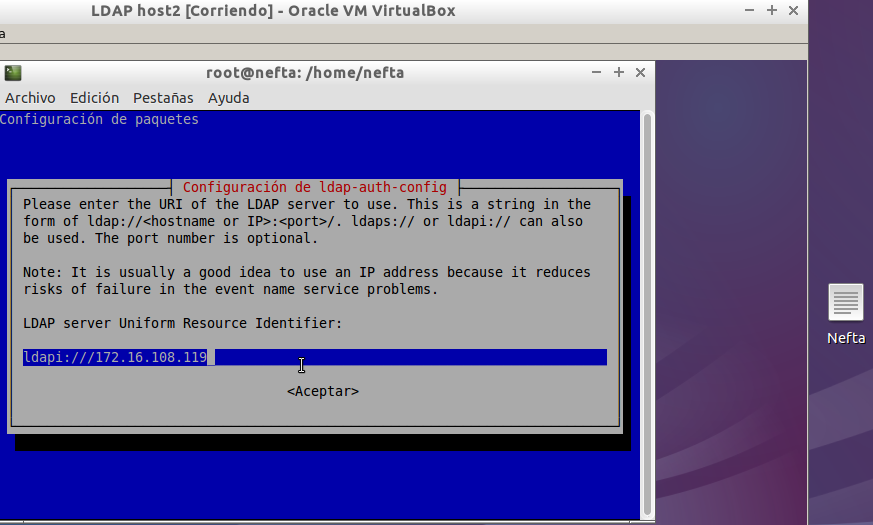 LDAP host2 [Corriendo] - Oracle VM VirtualBox
a
root@nefta: /home/nefta
Archivo Edición Pestañas Ayuda
Configuración de paquetes
Configuración de ldap-auth-config
Please enter the URI of the LDAP server to use. This is a string in the
form of ldap://<hostname or IP>:<port>/. ldaps:// or ldapi:// can also
be used. The port number is optional.
Note: It is usually a good idea to use an IP address because it reduces
risks of failure in the event name service problems.
LDAP server Uniform Resource Identifier:
ldapi:///172.16.108.119
<Aceptar>
Nefta